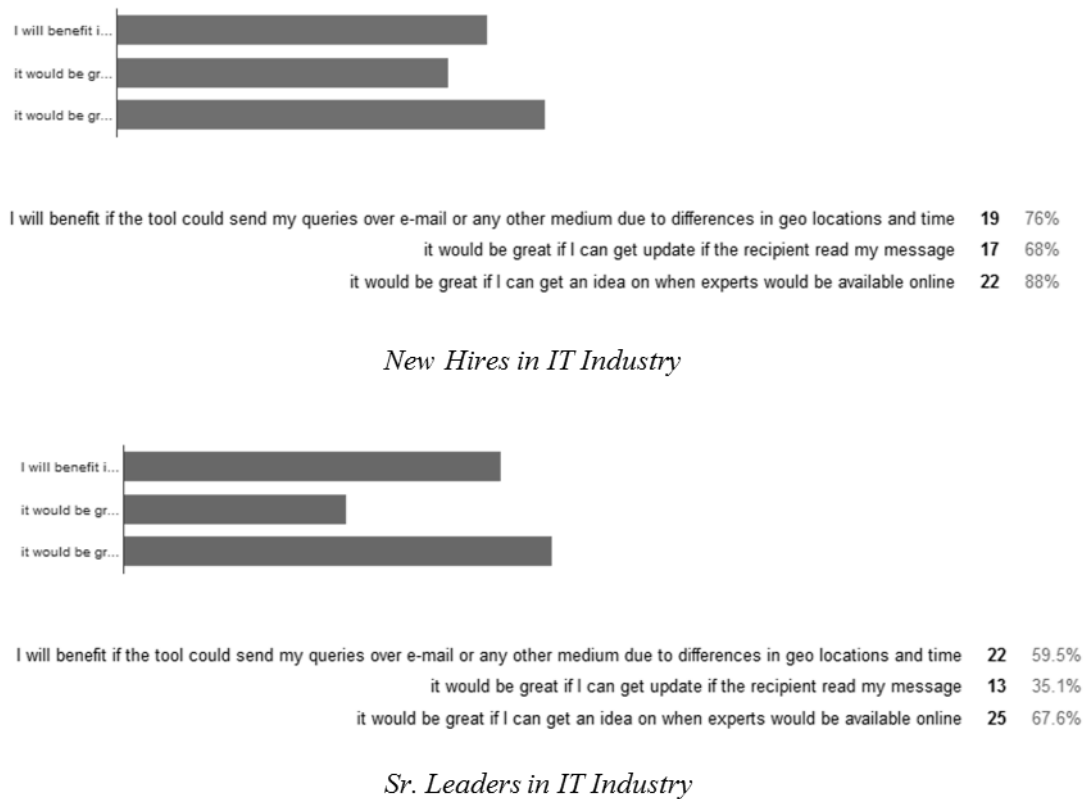 I will benefit i...
it would be gr...
it would be gr...
I will benefit if the tool could send my queries over e-mail or any other medium due to differences in geo locations and time 19 76%
it would be great if I can get update if the recipient read my message 17 68%
it would be great if I can get an idea on when experts would be available online 22 88%
New Hires in IT Industry
I will benefit i...
it would be gr...
it would be gr...
I will benefit if the tool could send my queries over e-mail or any other medium due to differences in geo locations and time 22 59.5%
it would be great if I can get update if the recipient read my message 13 35.1%
it would be great if I can get an idea on when experts would be available online 25 67.6%
Sr. Leaders in IT Industry